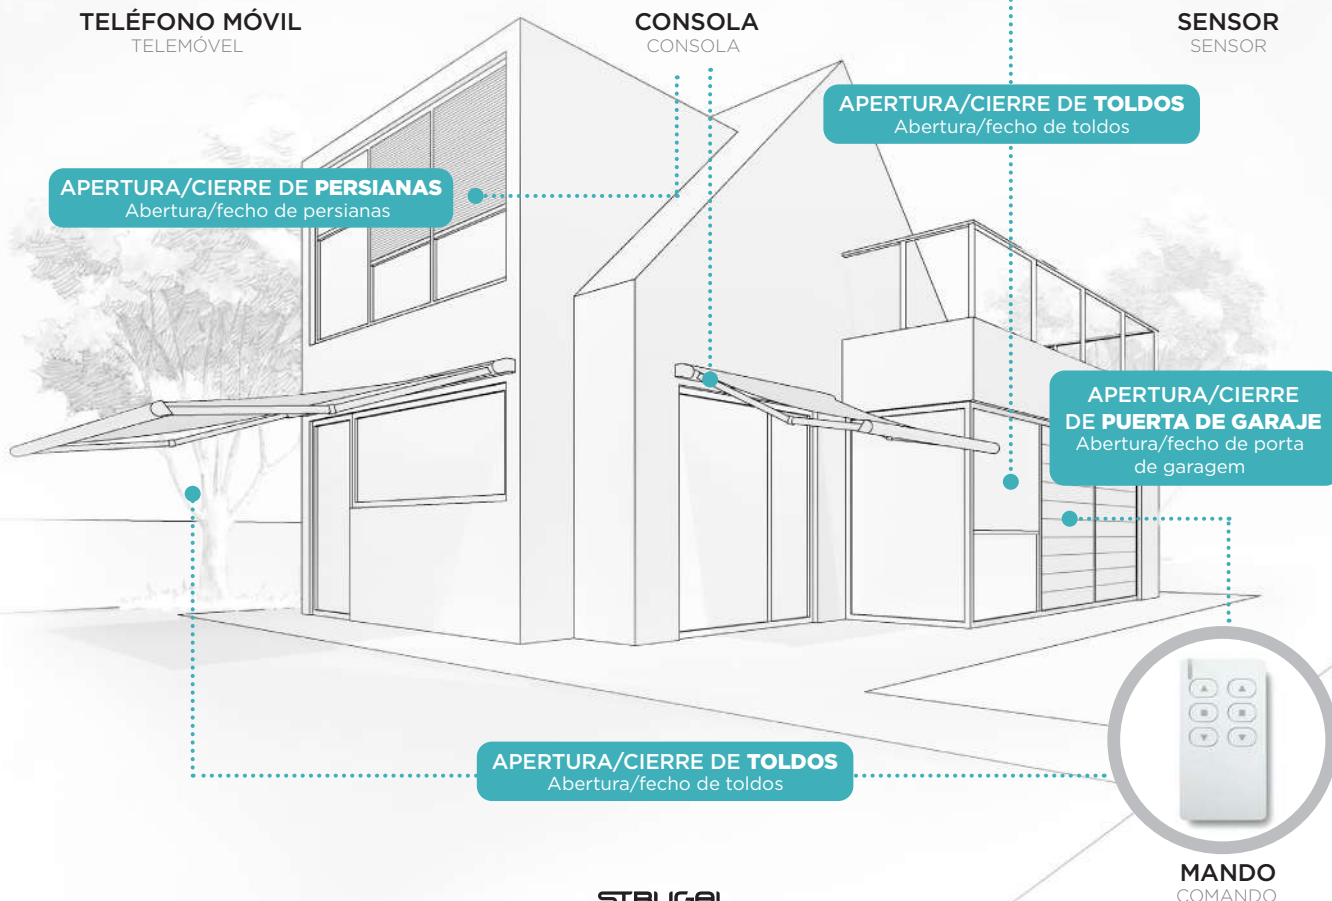 TELÉFONO MÓVIL
TELEMÓVEL
CONSOLA
CONSOLA
SENSOR
SENSOR
APERTURA/CIERRE DE TOLDOS
Abertura/fecho de toldos
APERTURA/CIERRE DE PERSIANAS
Abertura/fecho de persianas
APERTURA/CIERRE
DE PUERTA DE GARAJE
Abertura/fecho de porta
de garagem
APERTURA/CIERRE DE TOLDOS
Abertura/fecho de toldos
MANDO
COMANDO
STRUGAL